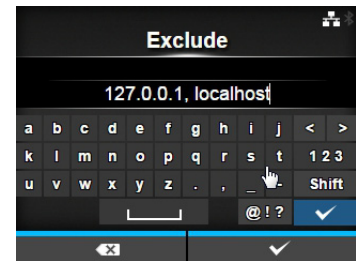 Exclude
127.0.0.1, localhost
a b c d e f g h i j < >
k l m n o p q r s t 1 2 3
u v w x y z . , _ - Shift
@ ! ?